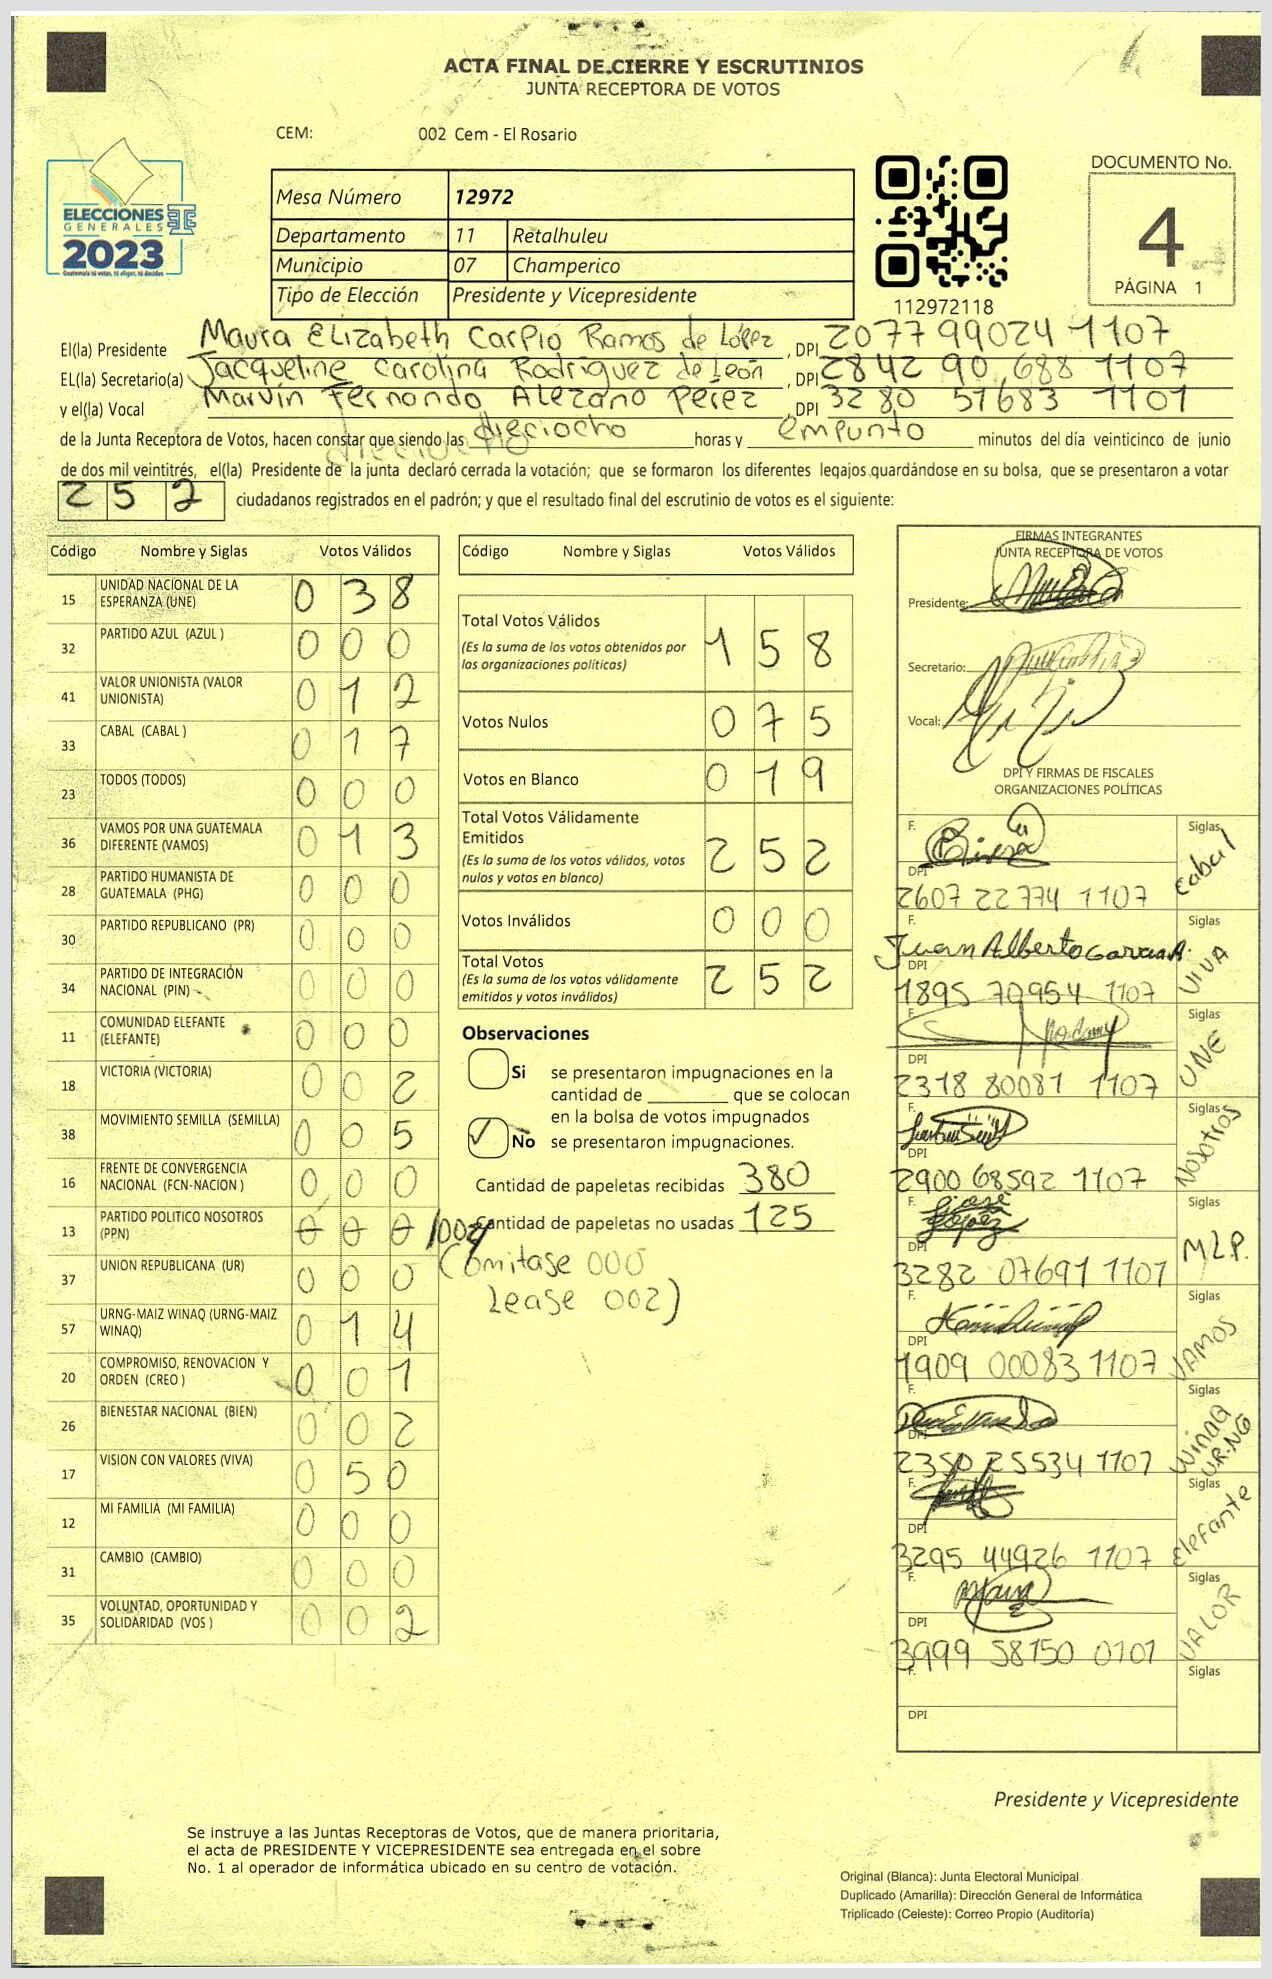 ACTA FINAL DE CIERRE Y ESCRUTINIOS
JUNTA RECEPTORA DE VOTOS
CEM: 002 Cem - El Rosario
ELECCIONES
GENERALES
2023
Guatemala tú votas, tú eliges, tú decides
Mesa Número 12972
Departamento 11 Retalhuleu
Municipio 07 Champerico
Tipo de Elección Presidente y Vicepresidente
112972118
DOCUMENTO No.
4
PÁGINA 1
El(la) Presidente Maura Elizabeth Carpio Ramos de López, DPI 2077 99024 1107
EL(la) Secretario(a) Jacqueline Carolina Rodriguez de León, DPI 2842 90 688 1107
y el(la) Vocal Marvin Fernando Alezano Perez, DPI 3280 51683 1101
de la Junta Receptora de Votos, hacen constar que siendo las dieciocho horas y empunto minutos del día veinticinco de junio
de dos mil veintitrés, el(la) Presidente de la junta declaró cerrada la votación; que se formaron los diferentes legajos guardándose en su bolsa, que se presentaron a votar
252 ciudadanos registrados en el padrón; y que el resultado final del escrutinio de votos es el siguiente:
Código Nombre y Siglas Votos Válidos
15 UNIDAD NACIONAL DE LA ESPERANZA (UNE) 0 3 8
32 PARTIDO AZUL (AZUL ) 0 0 0
41 VALOR UNIONISTA (VALOR UNIONISTA) 0 1 2
33 CABAL (CABAL ) 0 1 7
23 TODOS (TODOS) 0 0 0
36 VAMOS POR UNA GUATEMALA DIFERENTE (VAMOS) 0 1 3
28 PARTIDO HUMANISTA DE GUATEMALA (PHG) 0 0 0
30 PARTIDO REPUBLICANO (PR) 0 0 0
34 PARTIDO DE INTEGRACIÓN NACIONAL (PIN) 0 0 0
11 COMUNIDAD ELEFANTE (ELEFANTE) 0 0 0
18 VICTORIA (VICTORIA) 0 0 2
38 MOVIMIENTO SEMILLA (SEMILLA) 0 0 5
16 FRENTE DE CONVERGENCIA NACIONAL (FCN-NACION ) 0 0 0
13 PARTIDO POLITICO NOSOTROS (PPN) 0 0 0 /002/
37 UNION REPUBLICANA (UR) 0 0 0
57 URNG-MAIZ WINAQ (URNG-MAIZ WINAQ) 0 1 4
20 COMPROMISO, RENOVACION Y ORDEN (CREO ) 0 0 1
26 BIENESTAR NACIONAL (BIEN) 0 0 2
17 VISION CON VALORES (VIVA) 0 5 0
12 MI FAMILIA (MI FAMILIA) 0 0 0
31 CAMBIO (CAMBIO) 0 0 0
35 VOLUNTAD, OPORTUNIDAD Y SOLIDARIDAD (VOS ) 0 0 2
Código Nombre y Siglas Votos Válidos
Total Votos Válidos 1 5 8
(Es la suma de los votos obtenidos por
las organizaciones políticas)
Votos Nulos 0 7 5
Votos en Blanco 0 1 9
Total Votos Válidamente
Emitidos 2 5 2
(Es la suma de los votos válidos, votos
nulos y votos en blanco)
Votos Inválidos 0 0 0
Total Votos 2 5 2
(Es la suma de los votos válidamente
emitidos y votos inválidos)
Observaciones
Si se presentaron impugnaciones en la
cantidad de ________ que se colocan
en la bolsa de votos impugnados
✓ No se presentaron impugnaciones.
Cantidad de papeletas recibidas 380
Cantidad de papeletas no usadas 125
(Omitase 000
Lease 002)
FIRMAS INTEGRANTES
JUNTA RECEPTORA DE VOTOS
Presidente:
Secretario:
Vocal:
DPI Y FIRMAS DE FISCALES
ORGANIZACIONES POLÍTICAS
F. Siglas Cabal
DPI 2607 22 774 1107
F. Juan Alberto Garcia A. Siglas VIVA
DPI 1895 70954 1107
F. Siglas UNE
DPI 2318 80081 1107
F. Siglas Nosotros
DPI 2900 68592 1107
F. José López Siglas M.L.P.
DPI 3282 07691 1101
F. Siglas VAMOS
DPI 1909 00083 1107
F. Siglas Winaq UR-NG
DPI 2350 25534 1107
F. Siglas Elefante
DPI 3295 44926 1107
F. Siglas VALOR
DPI 3999 58150 0101
F. Siglas
DPI
Presidente y Vicepresidente
Se instruye a las Juntas Receptoras de Votos, que de manera prioritaria,
el acta de PRESIDENTE Y VICEPRESIDENTE sea entregada en el sobre
No. 1 al operador de informática ubicado en su centro de votación.
Original (Blanca): Junta Electoral Municipal
Duplicado (Amarilla): Dirección General de Informática
Triplicado (Celeste): Correo Propio (Auditoría)